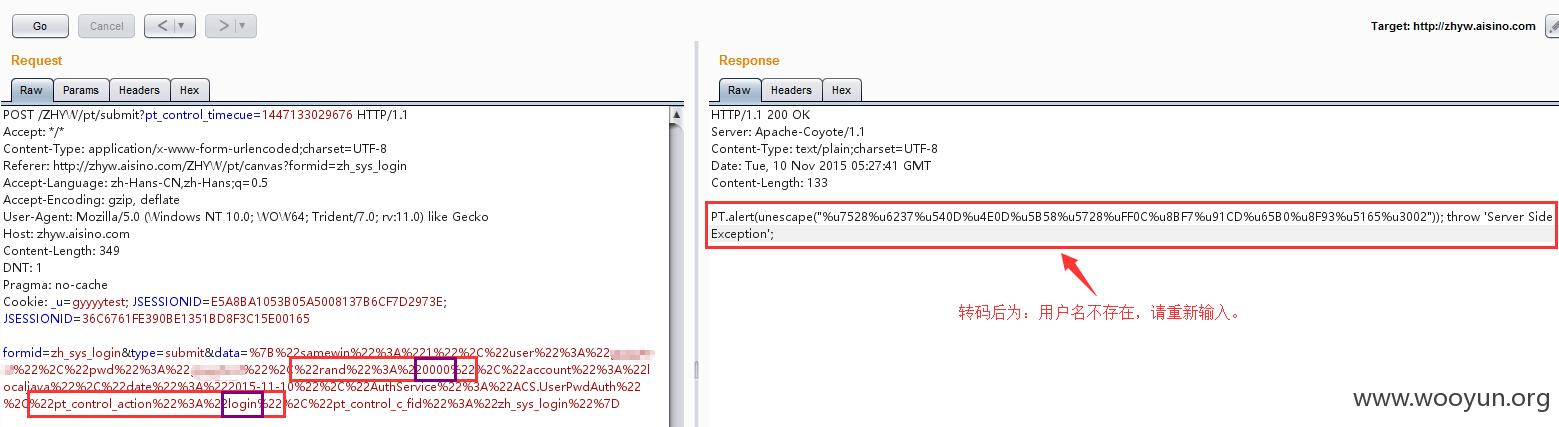 Go
Cancel
<
>
Target: http://zhyw.aisino.com
Request
Response
Raw
Params
Headers
Hex
Raw
Headers
Hex
POST /ZHYW/pt/submit?pt_control_timecue=1447133029676 HTTP/1.1
Accept: */*
Content-Type: application/x-www-form-urlencoded;charset=UTF-8
Referer: http://zhyw.aisino.com/ZHYW/pt/canvas?formid=zh_sys_login
Accept-Language: zh-Hans-CN,zh-Hans;q=0.5
Accept-Encoding: gzip, deflate
User-Agent: Mozilla/5.0 (Windows NT 10.0; WOW64; Trident/7.0; rv:11.0) like Gecko
Host: zhyw.aisino.com
Content-Length: 349
DNT: 1
Pragma: no-cache
Cookie: _u=gyyyytest; JSESSIONID=E5A8BA1053B05A5008137B6CF7D2973E;
JSESSIONID=36C6761FE390BE1351BD8F3C15E00165
formid=zh_sys_login&type=submit&data=%7B%22samewin%22%3A%221%22%2C%22user%22%3A%22
%22%2C%22pwd%22%3A%22 %22%2C%22rand%22%3A%220000%22%2C%22account%22%3A%22l
ocaljava%22%2C%22date%22%3A%222015-11-10%22%2C%22AuthService%22%3A%22ACS.UserPwdAuth%22
%2C%22pt_control_action%22%3A%22login%22%2C%22pt_control_c_fid%22%3A%22zh_sys_login%22%7D
HTTP/1.1 200 OK
Server: Apache-Coyote/1.1
Content-Type: text/plain;charset=UTF-8
Date: Tue, 10 Nov 2015 05:27:41 GMT
Content-Length: 133
PT.alert(unescape("%u7528%u6237%u540D%u4E0D%u5B58%u5728%uFF0C%u8BF7%u91CD%u65B0%u8F93%u5165%u3002")); throw 'Server Side
Exception';
转码后为：用户名不存在，请重新输入。
www.wooyun.org